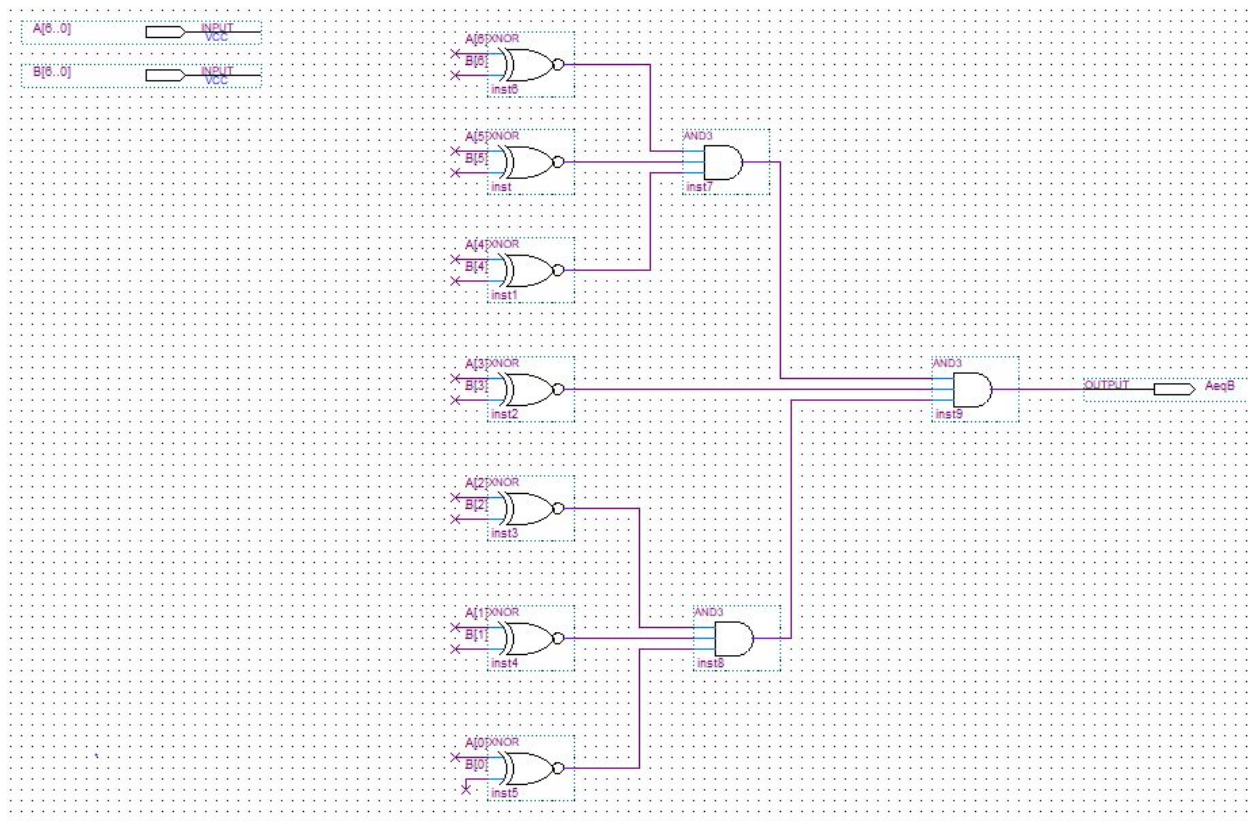 A[6..0] INPUT
VCC
B[6..0] INPUT
VCC
A[6] XNOR
B[6]
inst6
A[5] XNOR
B[5]
inst
AND3
inst7
A[4] XNOR
B[4]
inst1
A[3] XNOR
B[3]
inst2
AND3
inst9
OUTPUT AeqB
A[2] XNOR
B[2]
inst3
A[1] XNOR
B[1]
inst4
AND3
inst8
A[0] XNOR
B[0]
inst5